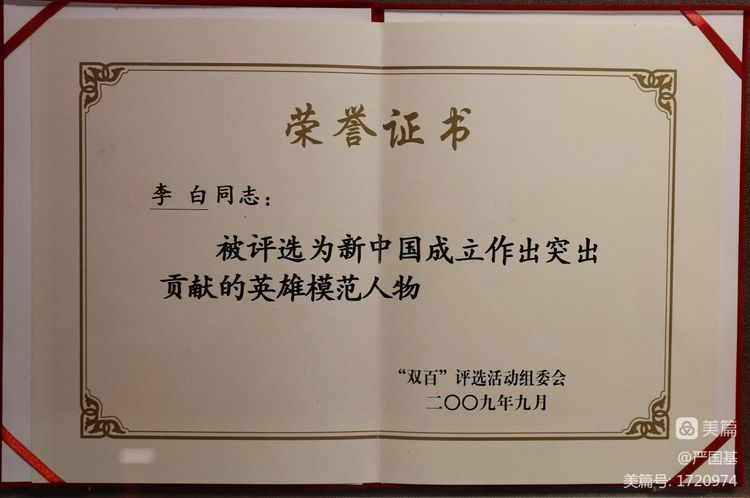 荣誉证书
李 白同志：
被评选为新中国成立作出突出
贡献的英雄模范人物
“双百”评选活动组委会
二〇〇九年九月
美篇
@严国基
美篇号: 1720974